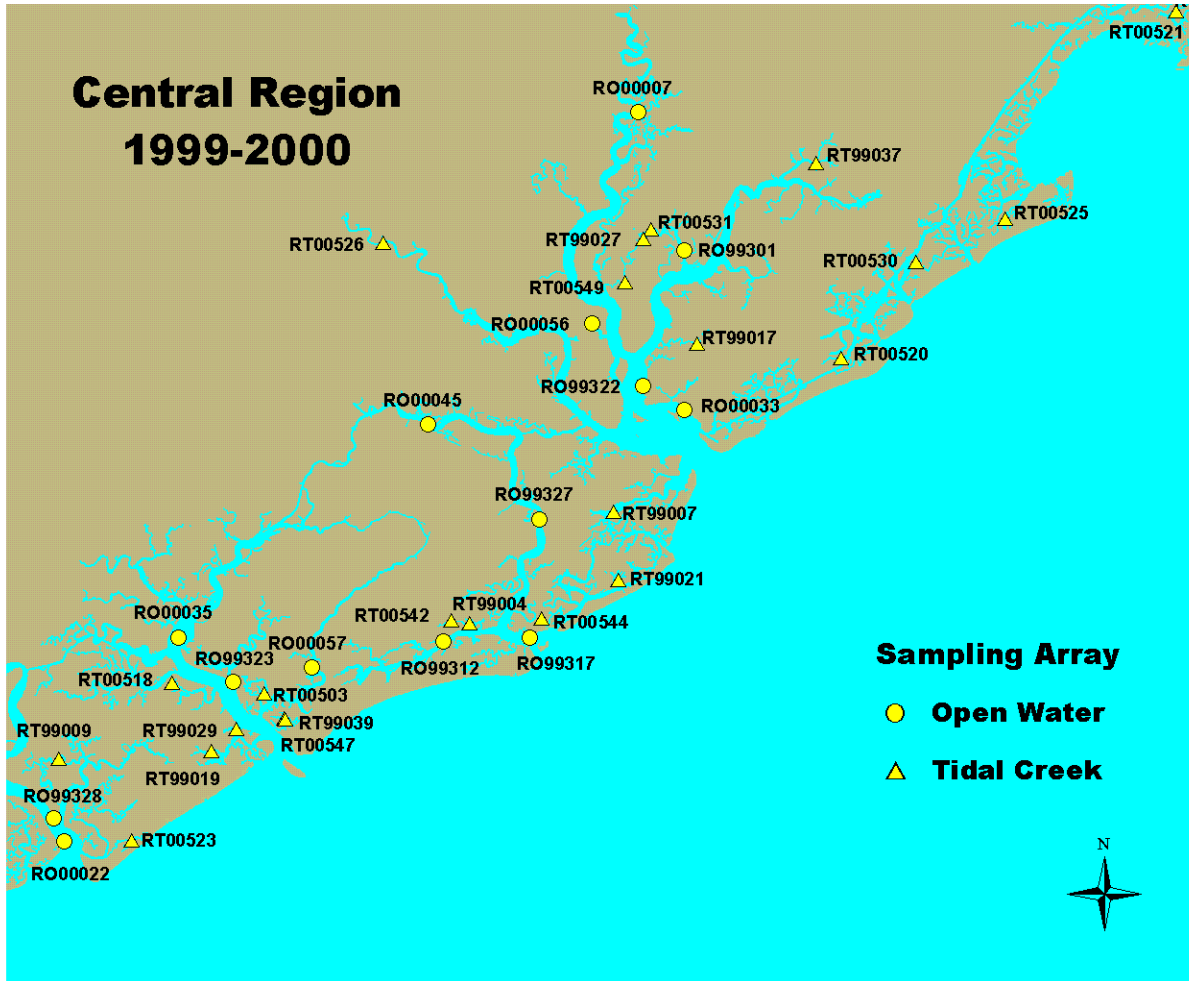 RT00521
Central Region
1999-2000
RO00007
RT99037
RT00525
RT00531
RT99027
RT00526
RO99301
RT00530
RT00549
RO00056
RT99017
RT00520
RO99322
RO00045
RO00033
RO99327
RT99007
RT99021
RT99004
RT00542
RO00035
RT00544
RO00057
RO99312
RO99317
RO99323
RT00518
RT00503
Sampling Array
Open Water
Tidal Creek
RT99009
RT99029
RT99039
RT00547
RT99019
RO99328
RT00523
RO00022
N